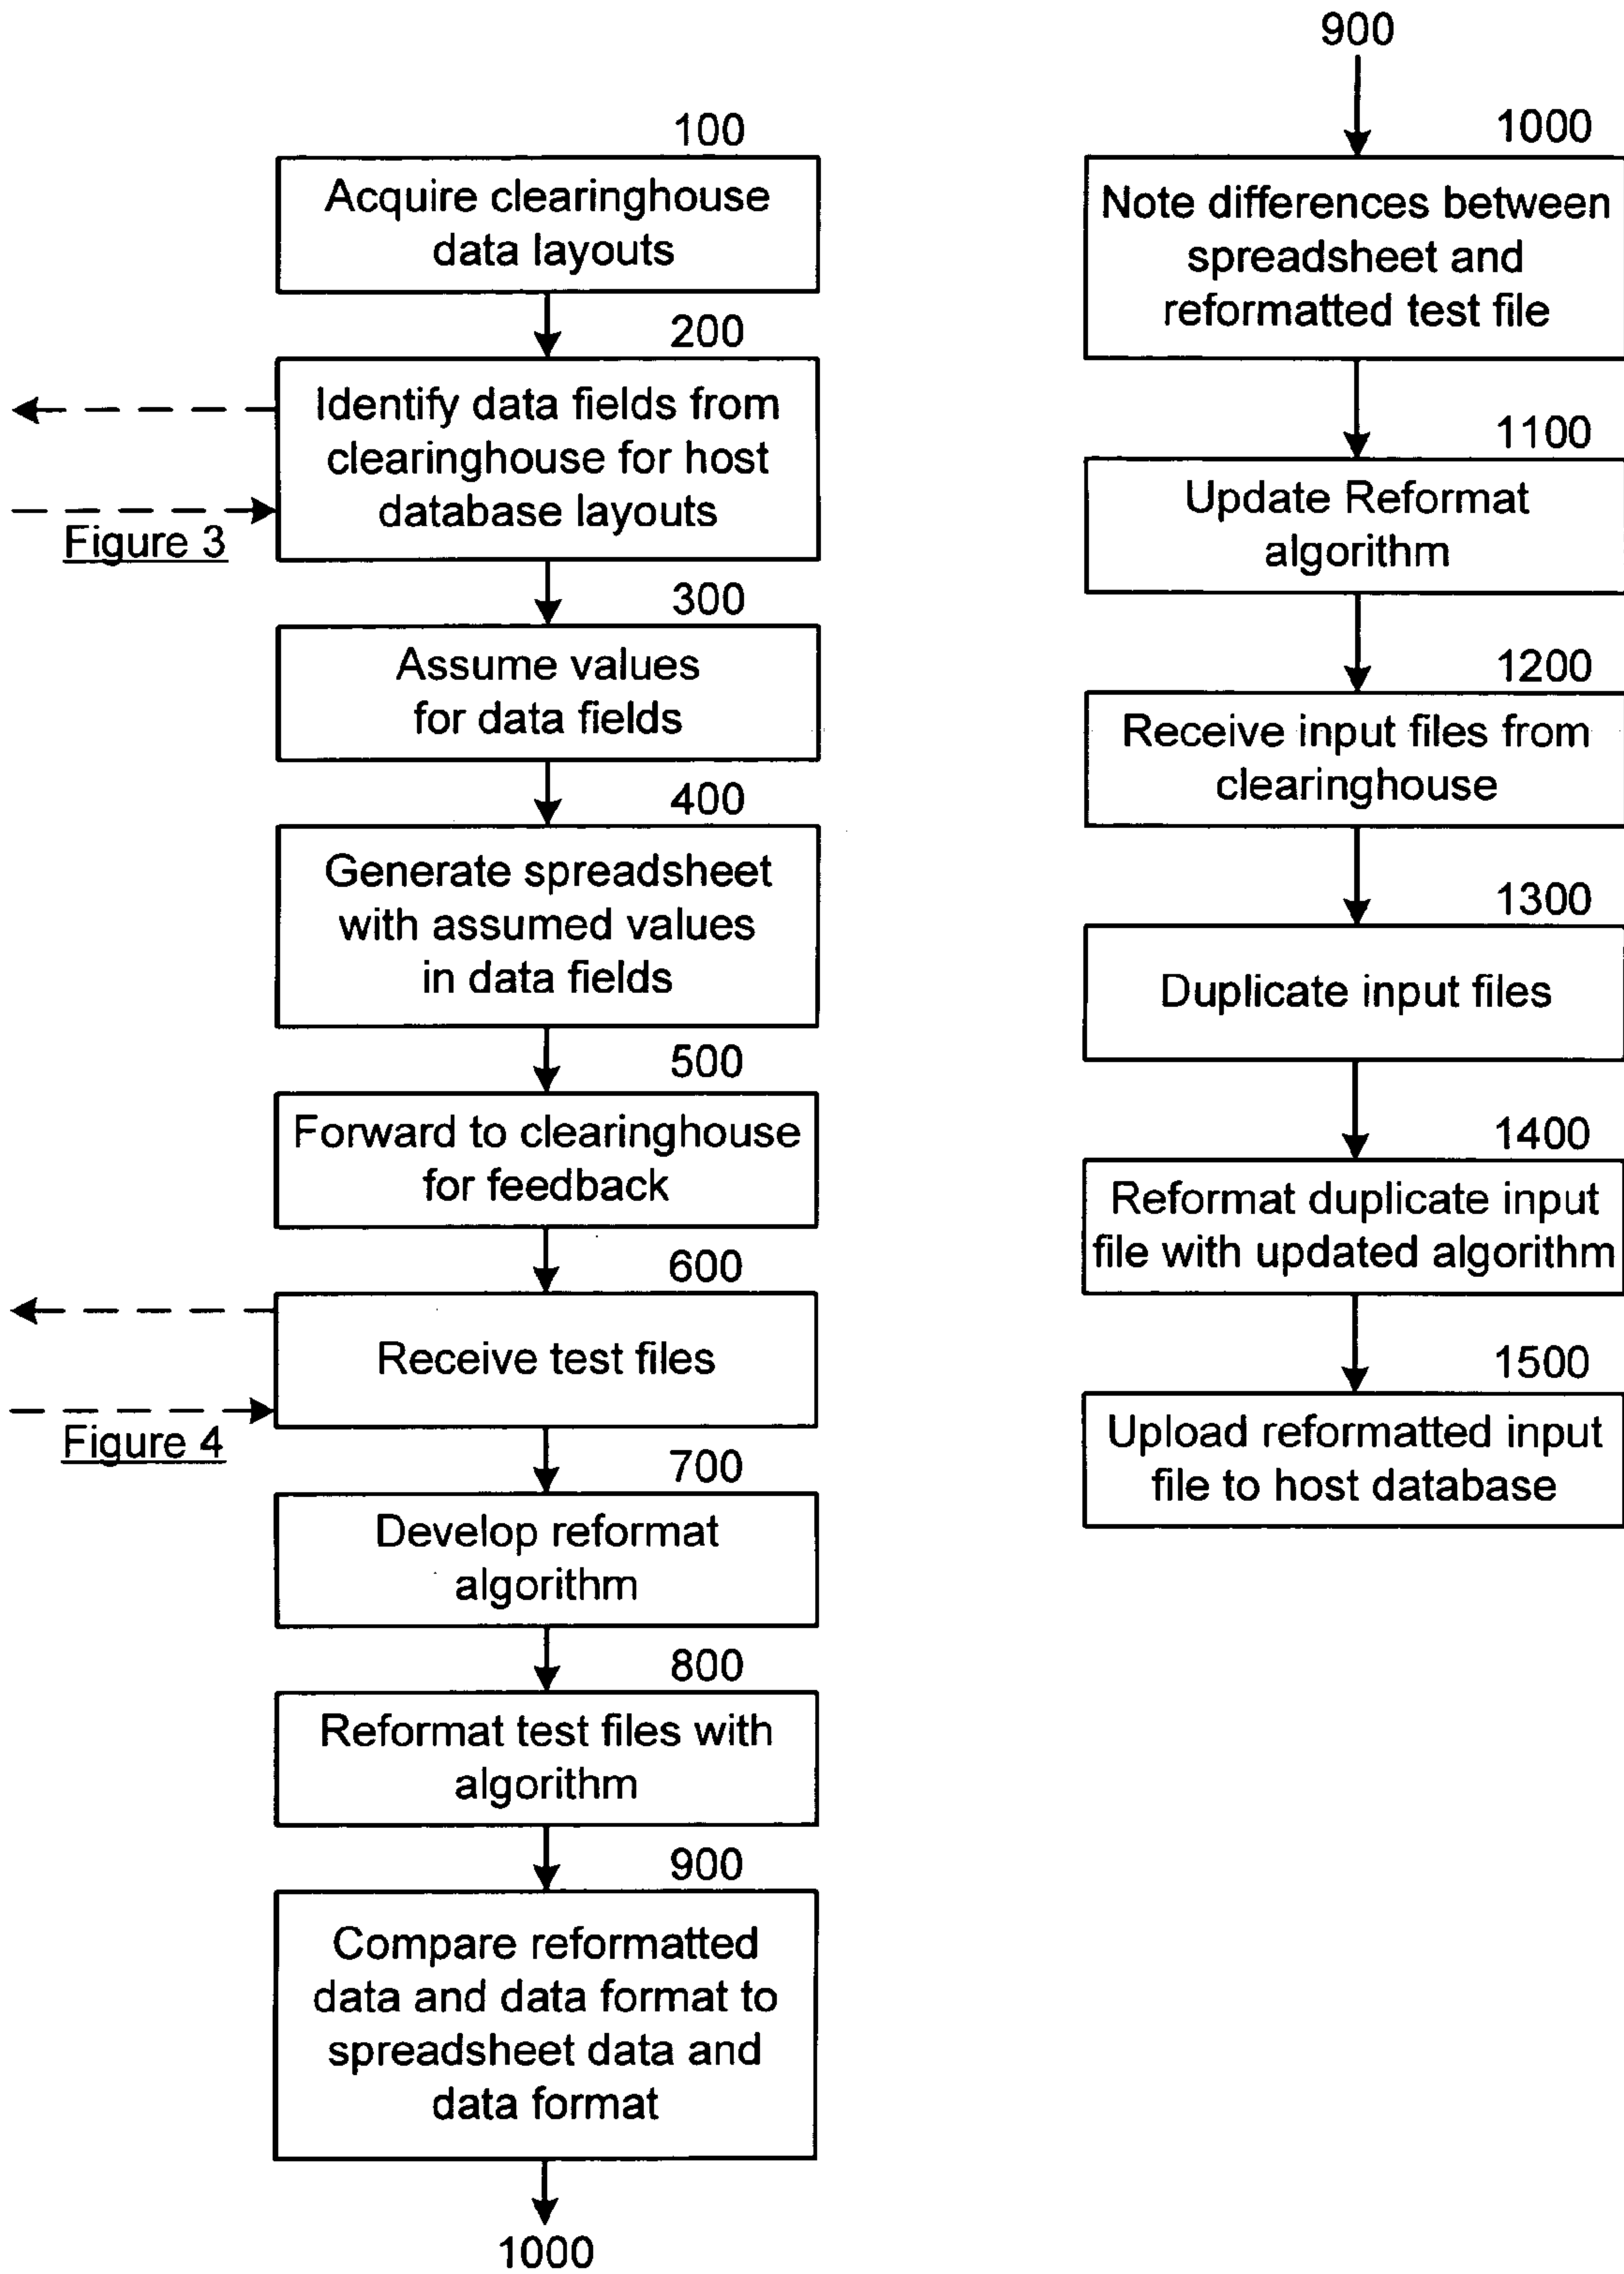 100
Acquire clearinghouse
data layouts
200
Identify data fields from
clearinghouse for host
database layouts
Figure 3
300
Assume values
for data fields
400
Generate spreadsheet
with assumed values
in data fields
500
Forward to clearinghouse
for feedback
600
Receive test files
Figure 4
700
Develop reformat
algorithm
800
Reformat test files with
algorithm
900
Compare reformatted
data and data format to
spreadsheet data and
data format
1000
900
1000
Note differences between
spreadsheet and
reformatted test file
1100
Update Reformat
algorithm
1200
Receive input files from
clearinghouse
1300
Duplicate input files
1400
Reformat duplicate input
file with updated algorithm
1500
Upload reformatted input
file to host database